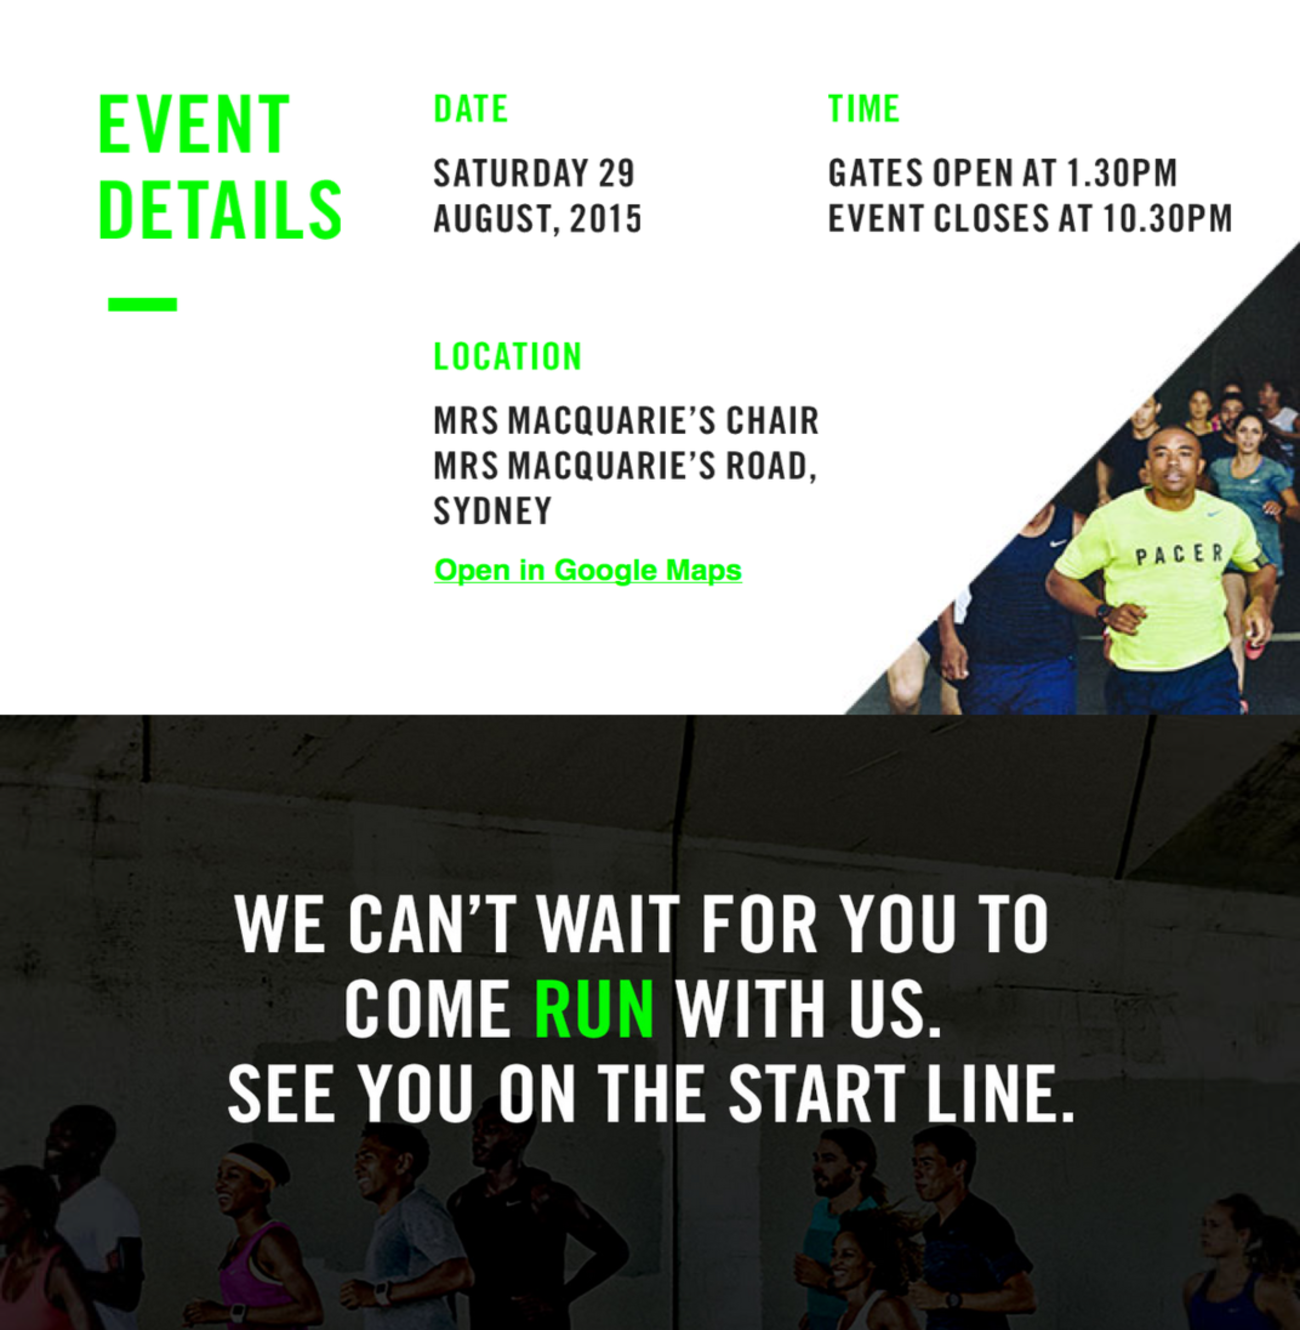 EVENT
DETAILS
DATE
SATURDAY 29
AUGUST, 2015
TIME
GATES OPEN AT 1.30PM
EVENT CLOSES AT 10.30PM
LOCATION
MRS MACQUARIE’S CHAIR
MRS MACQUARIE’S ROAD,
SYDNEY
Open in Google Maps
PACER
WE CAN’T WAIT FOR YOU TO
COME RUN WITH US.
SEE YOU ON THE START LINE.